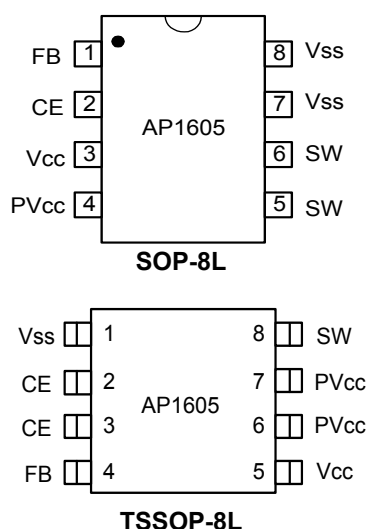 FB 1 8 Vss
CE 2 7 Vss
AP1605
Vcc 3 6 SW
PVcc 4 5 SW
SOP-8L
Vss 1 8 SW
CE 2 7 PVcc
AP1605
CE 3 6 PVcc
FB 4 5 Vcc
TSSOP-8L